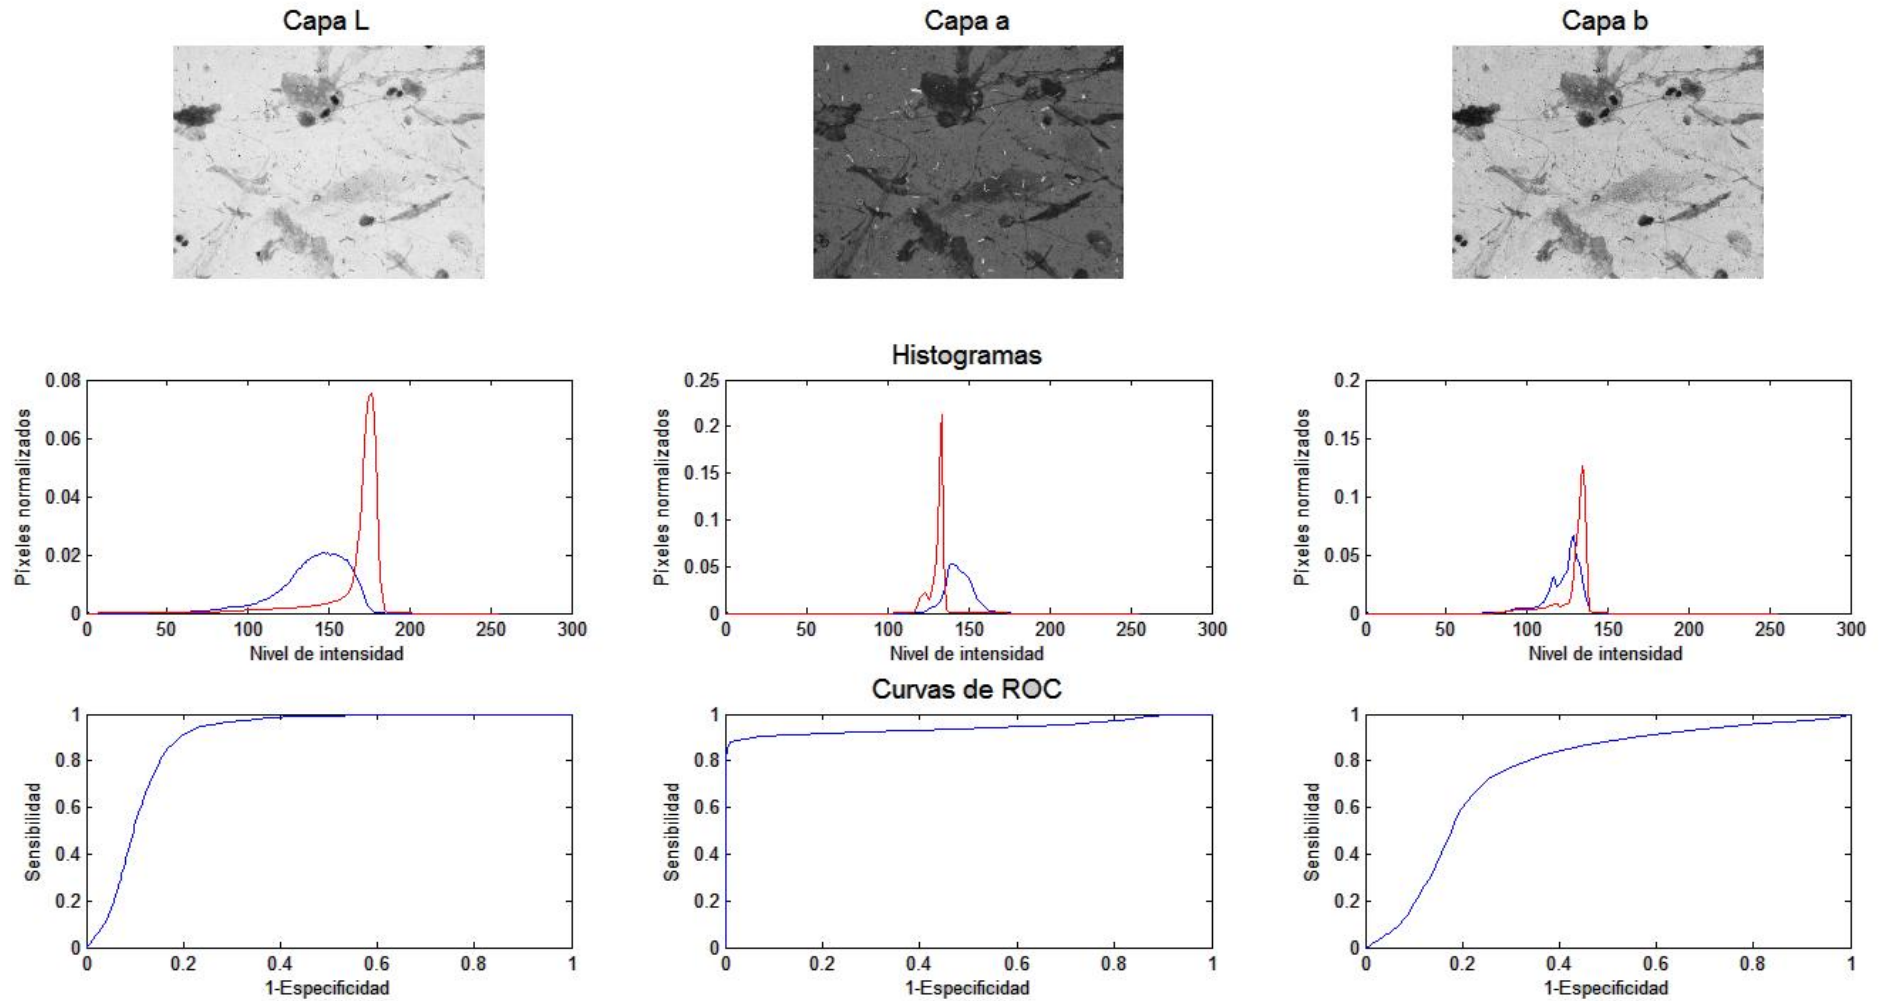 Capa L
Capa a
Capa b
Histogramas
Píxeles normalizados
0.08
0.06
0.04
0.02
0
0 50 100 150 200 250 300
Nivel de intensidad
Píxeles normalizados
0.25
0.2
0.15
0.1
0.05
0
0 50 100 150 200 250 300
Nivel de intensidad
Píxeles normalizados
0.2
0.15
0.1
0.05
0
0 50 100 150 200 250 300
Nivel de intensidad
Curvas de ROC
Sensibilidad
1
0.8
0.6
0.4
0.2
0
0 0.2 0.4 0.6 0.8 1
1-Especificidad
Sensibilidad
1
0.8
0.6
0.4
0.2
0
0 0.2 0.4 0.6 0.8 1
1-Especificidad
Sensibilidad
1
0.8
0.6
0.4
0.2
0
0 0.2 0.4 0.6 0.8 1
1-Especificidad